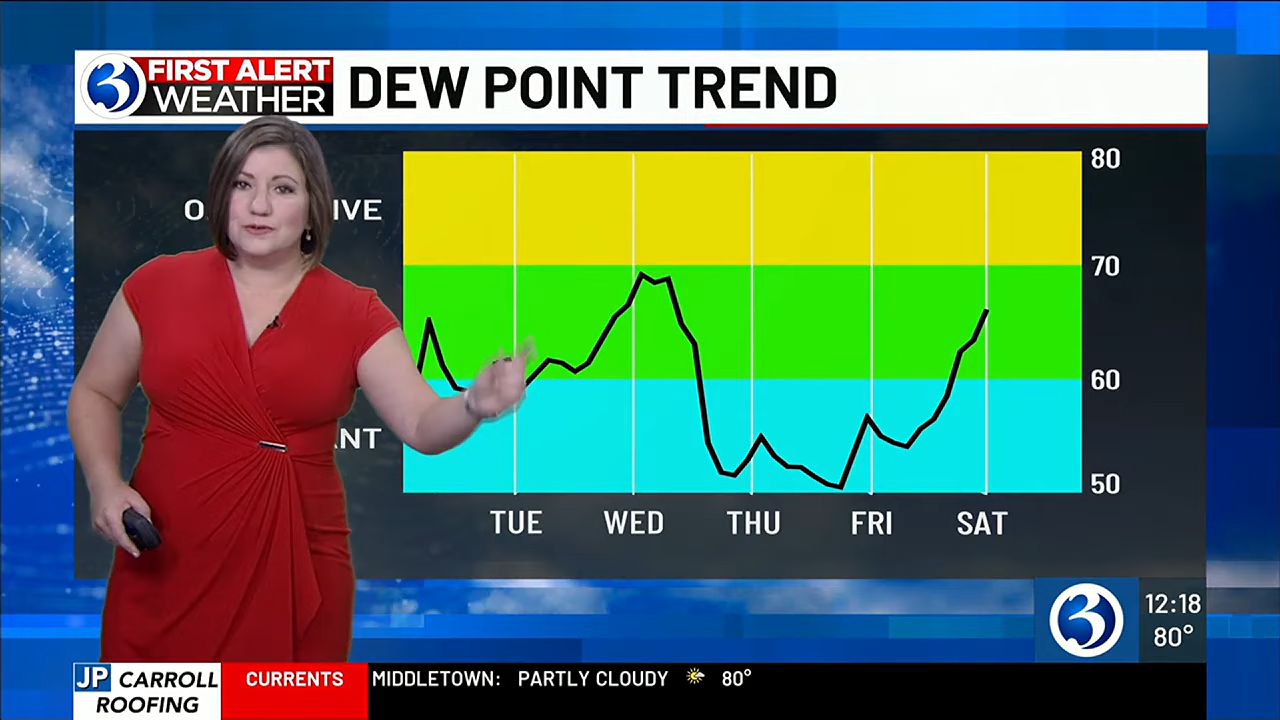 3 FIRST ALERT
WEATHER
DEW POINT TREND
80
70
60
50
TUE WED THU FRI SAT
3
12:18
80°
JP CARROLL
ROOFING
CURRENTS
MIDDLETOWN: PARTLY CLOUDY 80°